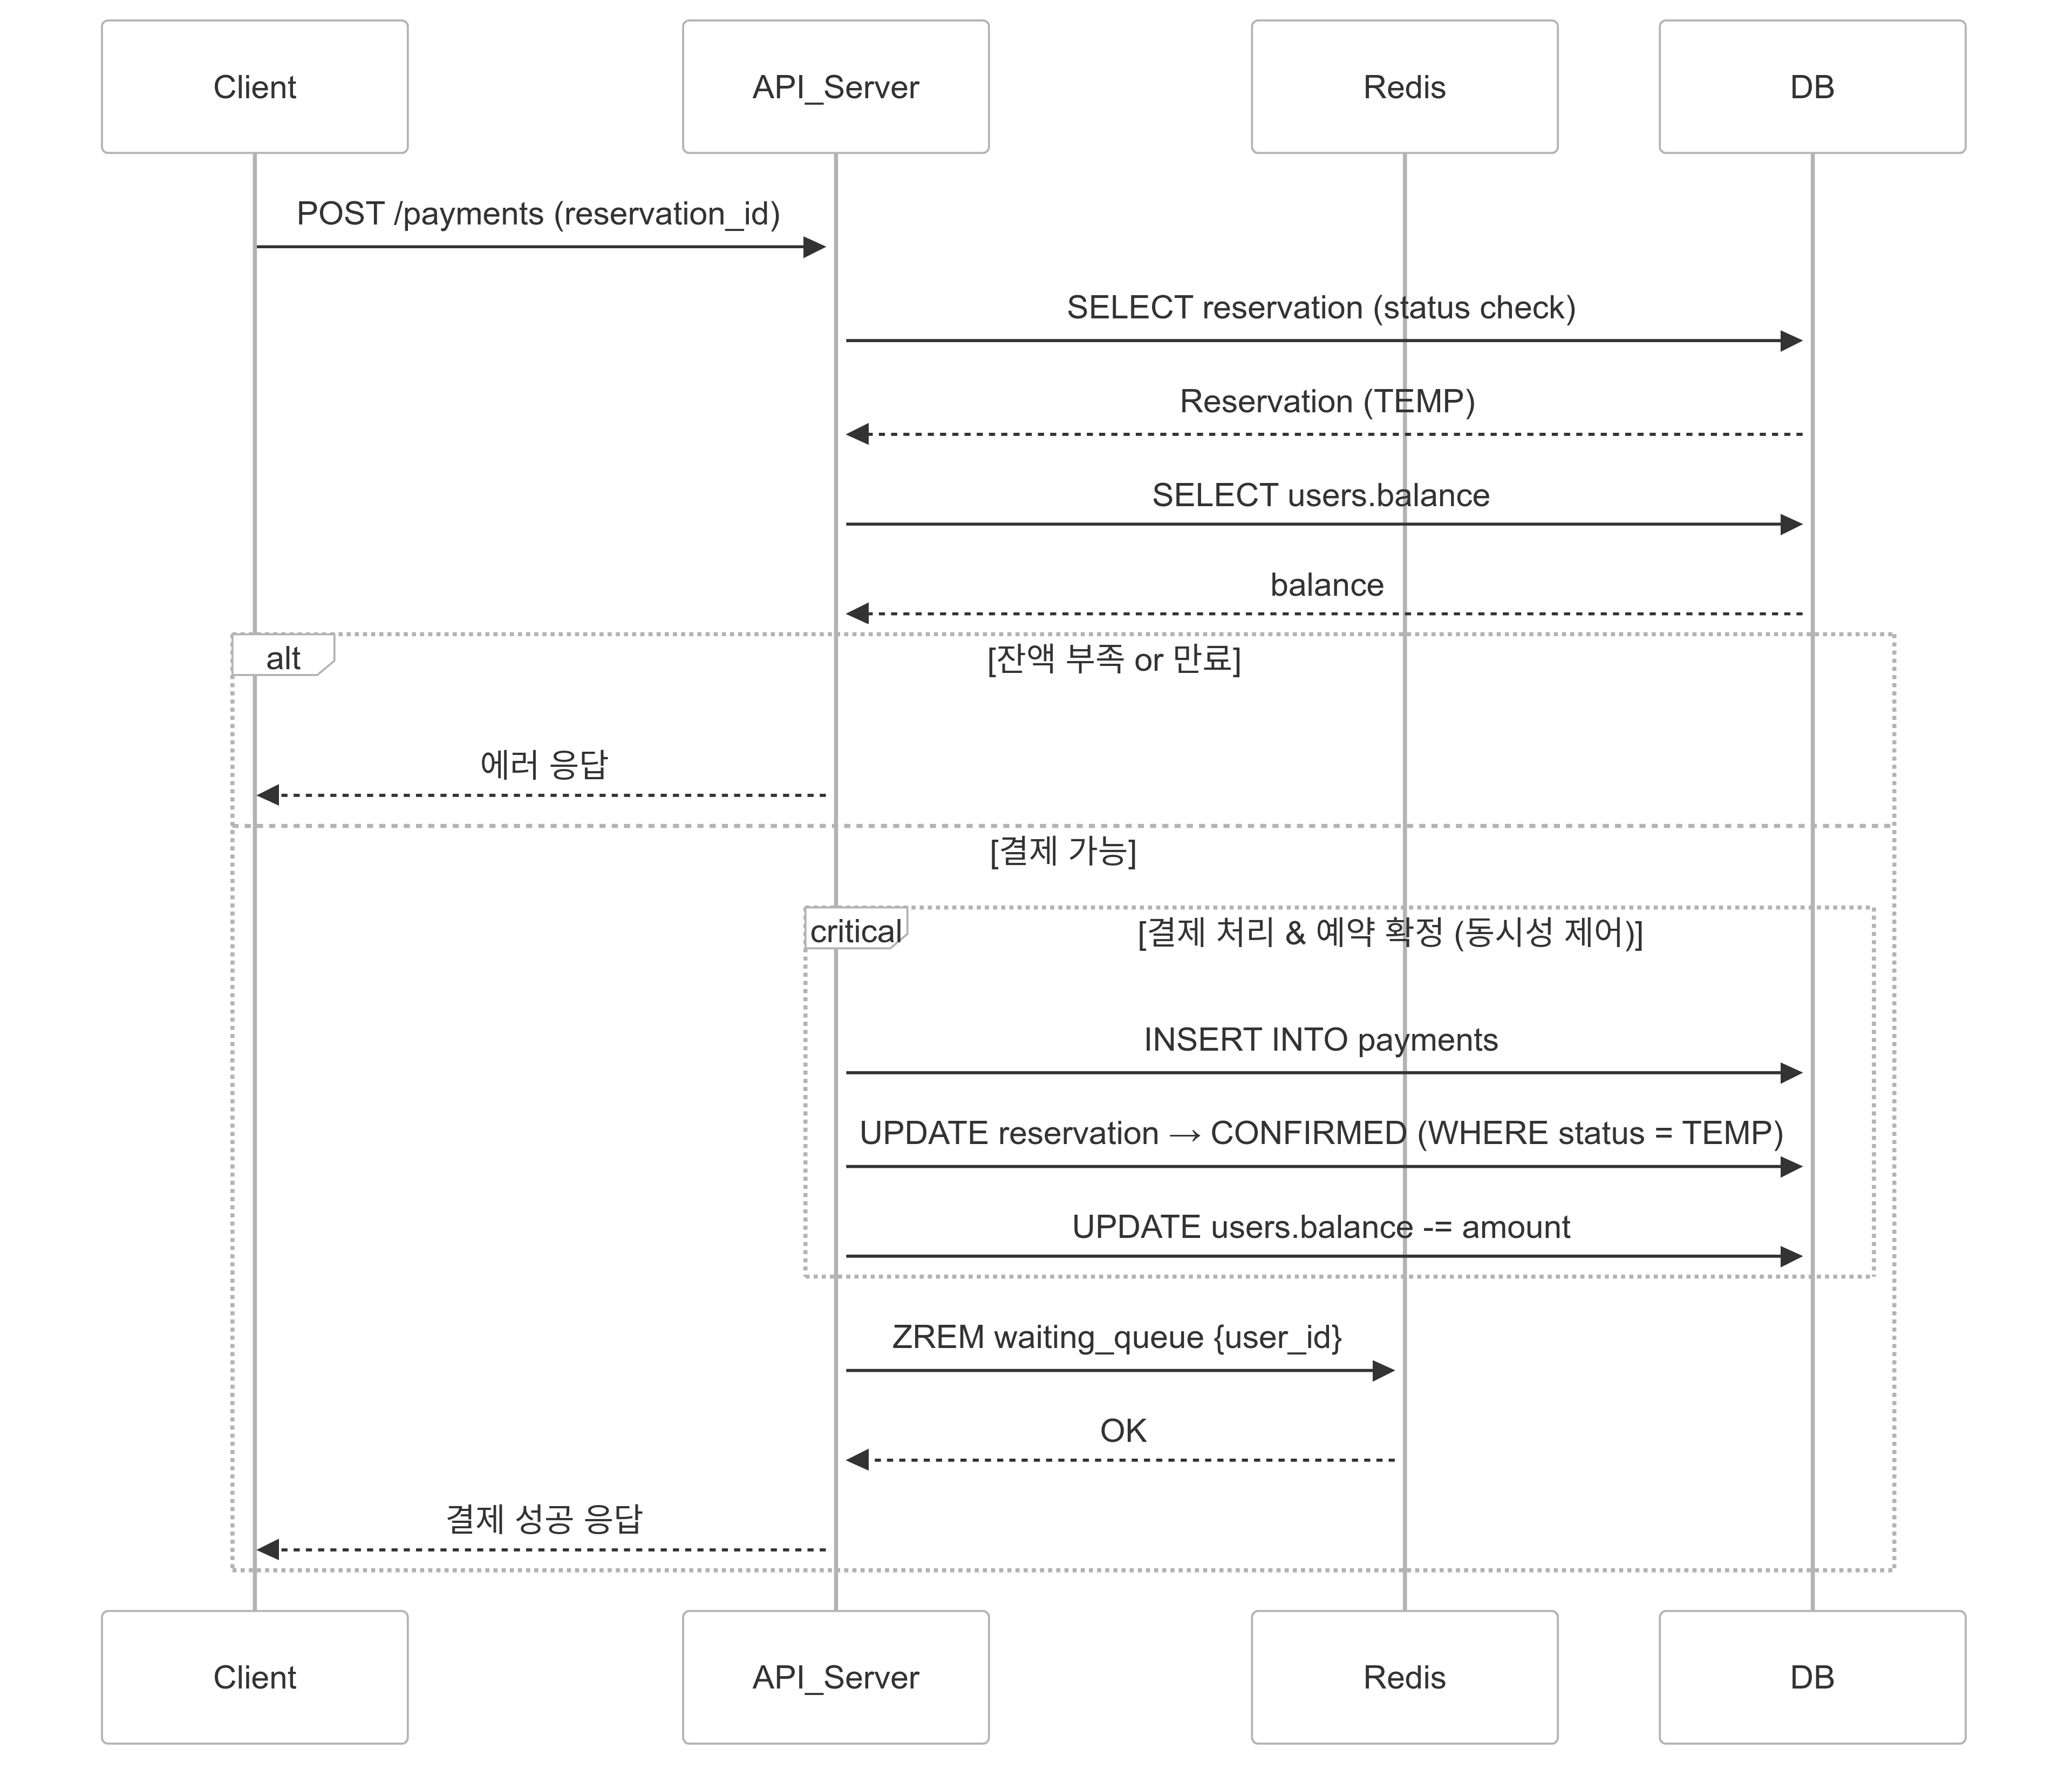 Client
API_Server
Redis
DB
POST /payments (reservation_id)
SELECT reservation (status check)
Reservation (TEMP)
SELECT users.balance
balance
alt
[잔액 부족 or 만료]
에러 응답
[결제 가능]
critical
[결제 처리 & 예약 확정 (동시성 제어)]
INSERT INTO payments
UPDATE reservation → CONFIRMED (WHERE status = TEMP)
UPDATE users.balance -= amount
ZREM waiting_queue {user_id}
OK
결제 성공 응답
Client
API_Server
Redis
DB